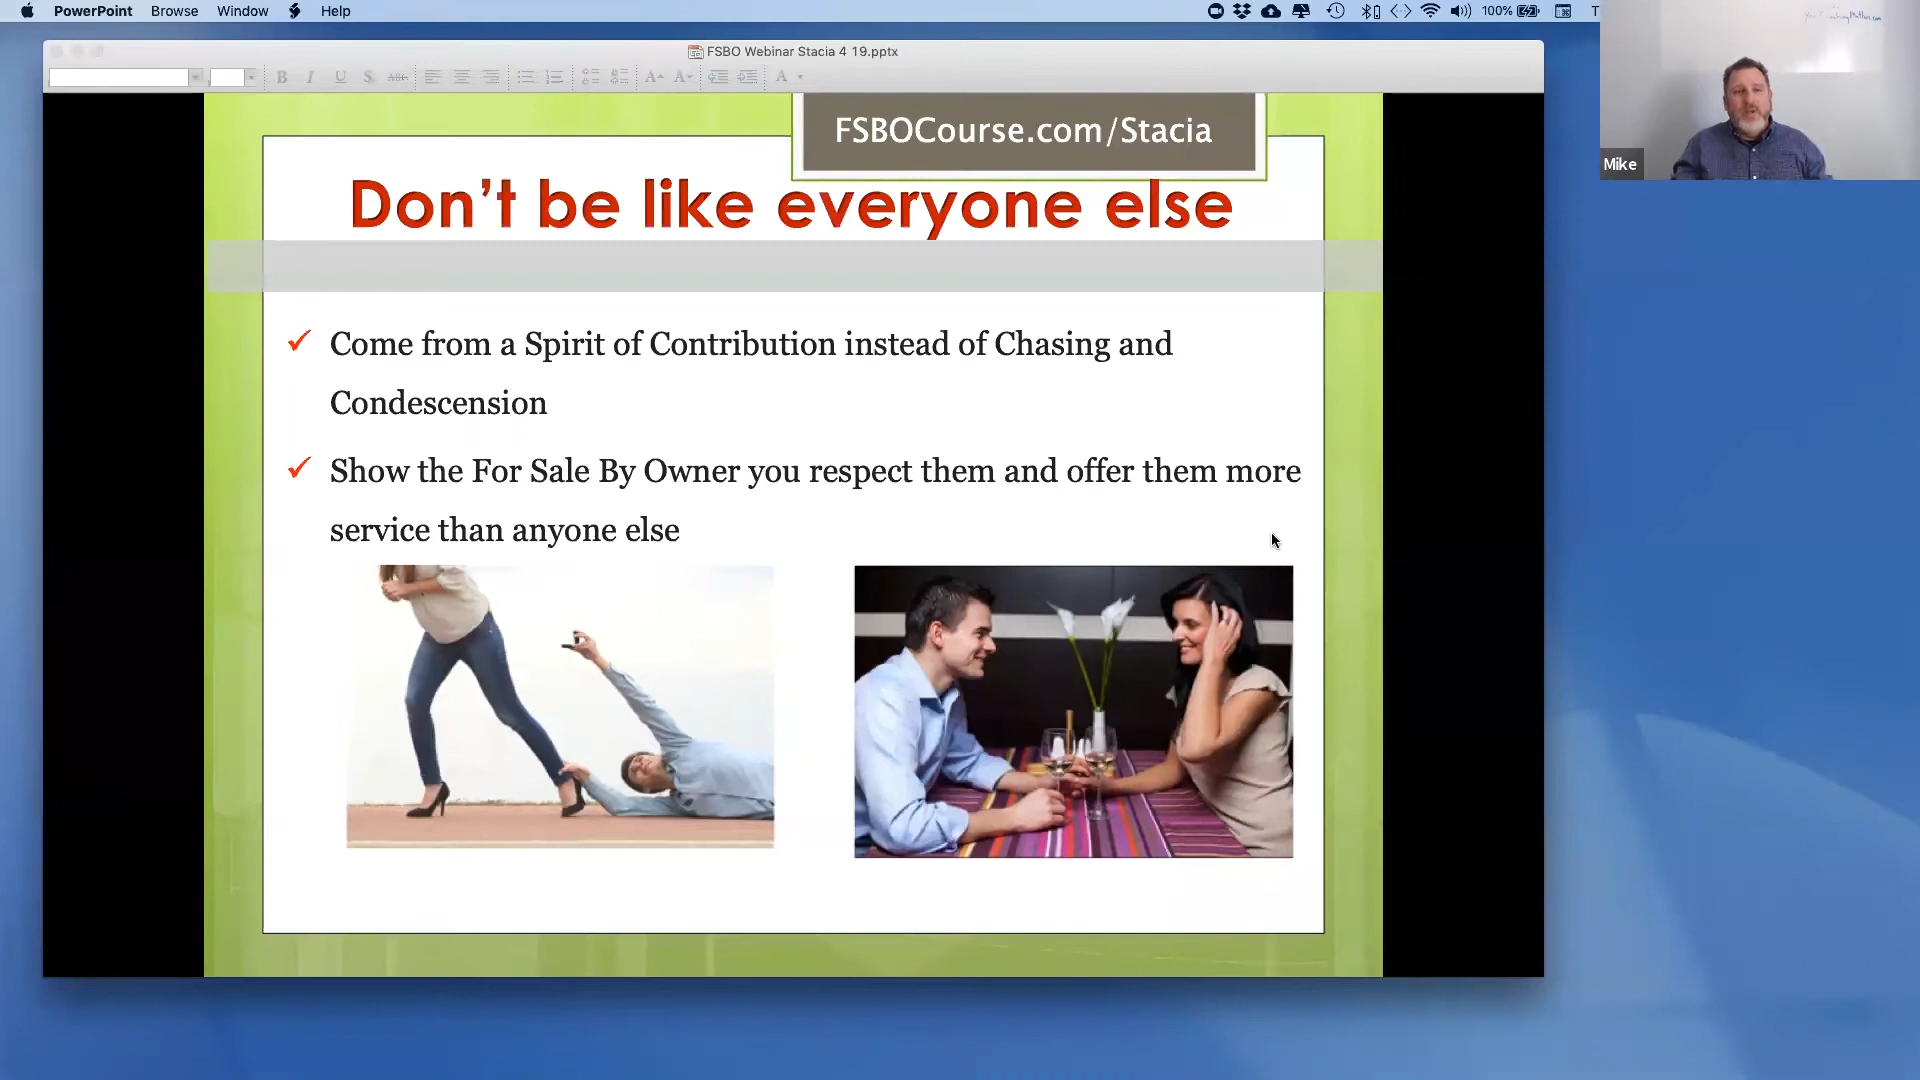 PowerPoint Browse Window Help 100% T
FSBO Webinar Stacia 4 19.pptx
B I U S ABC A A A
FSBOCourse.com/Stacia
Don't be like everyone else
✓ Come from a Spirit of Contribution instead of Chasing and
Condescension
✓ Show the For Sale By Owner you respect them and offer them more
service than anyone else
Mike